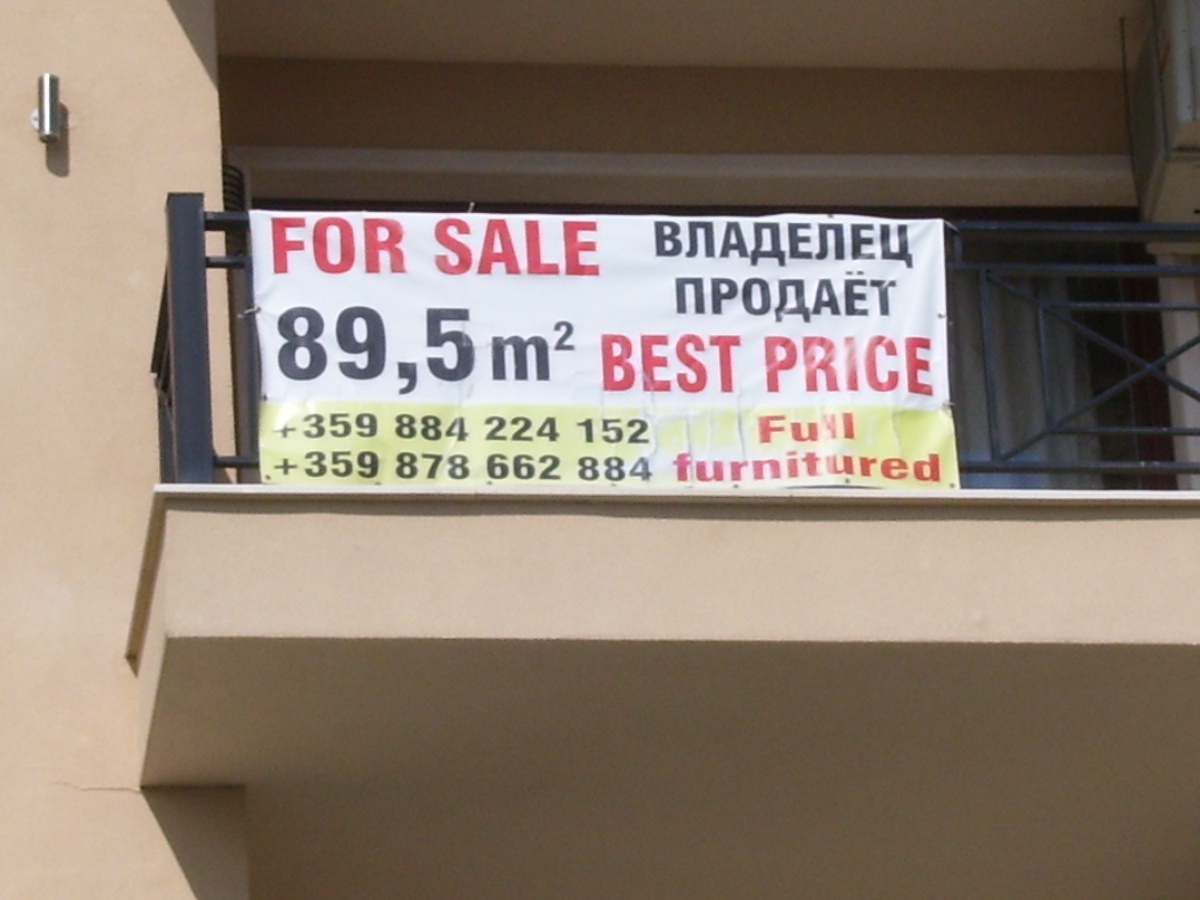 FOR SALE
89,5 m²
ВЛАДЕЛЕЦ
ПРОДАЁТ
BEST PRICE
+359 884 224 152
+359 878 662 884
Full
furnitured